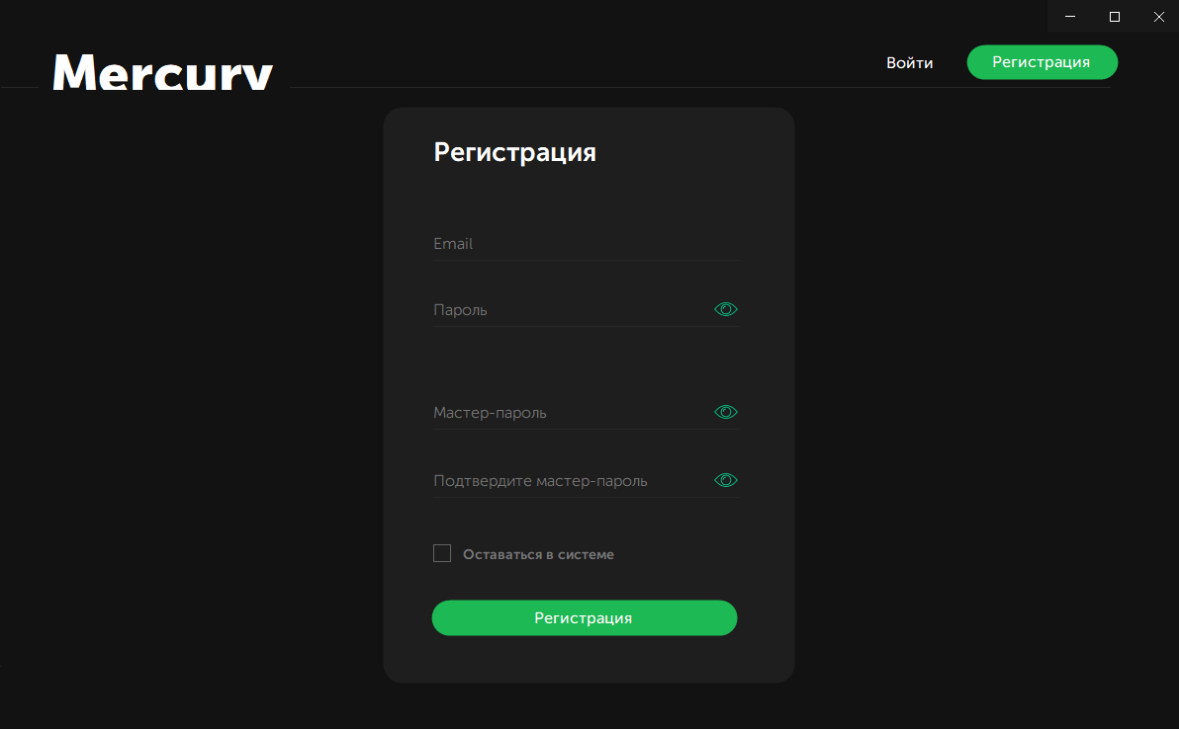 Mercury
Войти
Регистрация
Регистрация
Email
Пароль
Мастер-пароль
Подтвердите мастер-пароль
Оставаться в системе
Регистрация